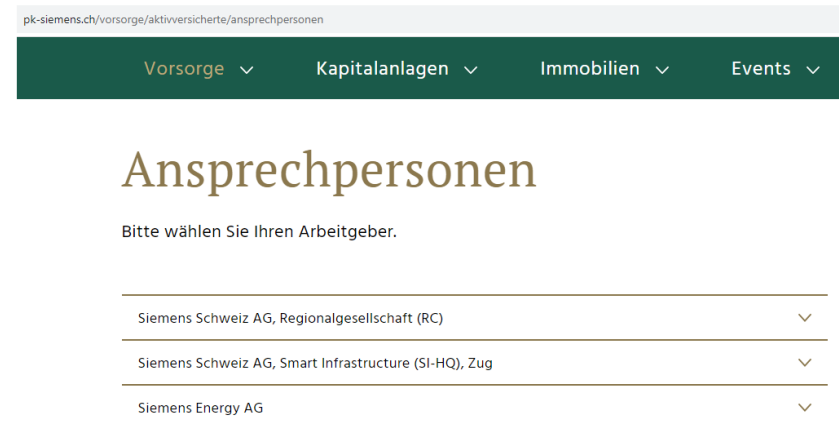 pk-siemens.ch/vorsorge/aktivversicherte/ansprechpersonen
Vorsorge Kapitalanlagen Immobilien Events
Ansprechpersonen
Bitte wählen Sie Ihren Arbeitgeber.
Siemens Schweiz AG, Regionalgesellschaft (RC)
Siemens Schweiz AG, Smart Infrastructure (SI-HQ), Zug
Siemens Energy AG